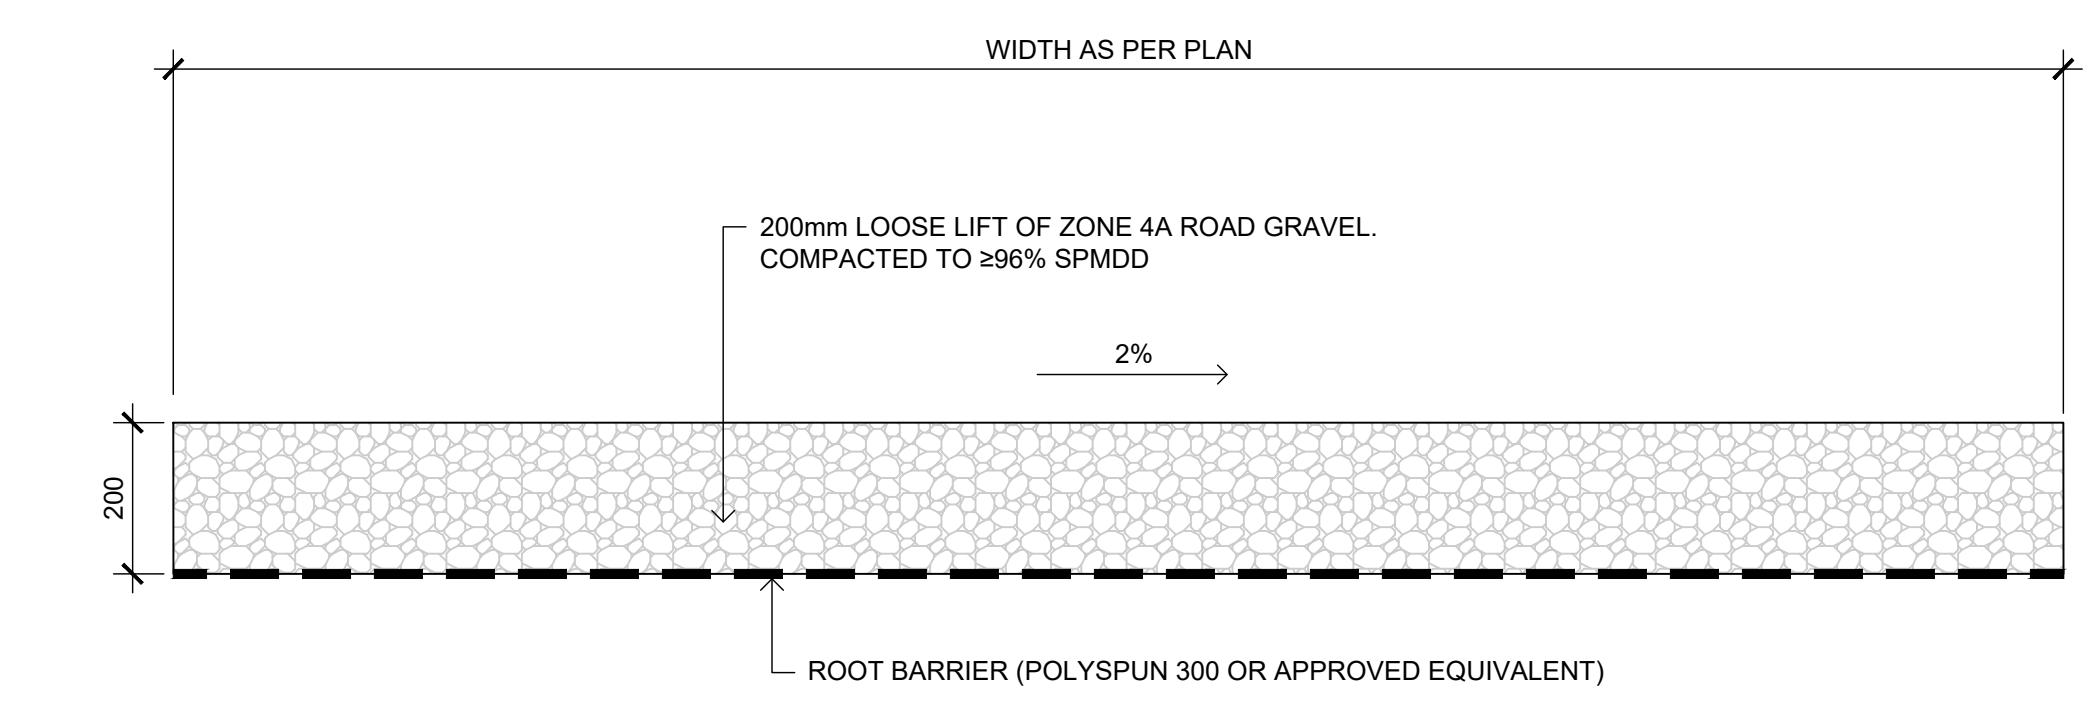 WIDTH AS PER PLAN
200mm LOOSE LIFT OF ZONE 4A ROAD GRAVEL.
COMPACTED TO ≥96% SPMDD
2%
200
ROOT BARRIER (POLYSPUN 300 OR APPROVED EQUIVALENT)